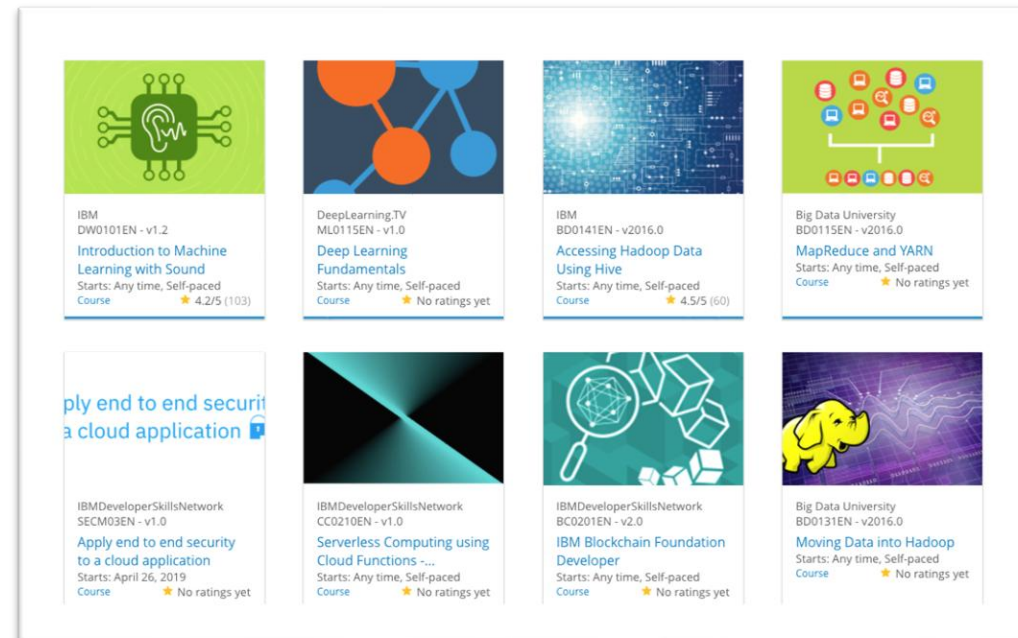 IBM
DW0101EN - v1.2
Introduction to Machine
Learning with Sound
Starts: Any time, Self-paced
Course 4.2/5 (103)
DeepLearning.TV
ML0115EN - v1.0
Deep Learning
Fundamentals
Starts: Any time, Self-paced
Course No ratings yet
IBM
BD0141EN - v2016.0
Accessing Hadoop Data
Using Hive
Starts: Any time, Self-paced
Course 4.5/5 (60)
Big Data University
BD0115EN - v2016.0
MapReduce and YARN
Starts: Any time, Self-paced
Course No ratings yet
ply end to end securit
a cloud application
IBMDeveloperSkillsNetwork
SECM03EN - v1.0
Apply end to end security
to a cloud application
Starts: April 26, 2019
Course No ratings yet
IBMDeveloperSkillsNetwork
CC0210EN - v1.0
Serverless Computing using
Cloud Functions -...
Starts: Any time, Self-paced
Course No ratings yet
IBMDeveloperSkillsNetwork
BC0201EN - v2.0
IBM Blockchain Foundation
Developer
Starts: Any time, Self-paced
Course No ratings yet
Big Data University
BD0131EN - v2016.0
Moving Data into Hadoop
Starts: Any time, Self-paced
Course No ratings yet